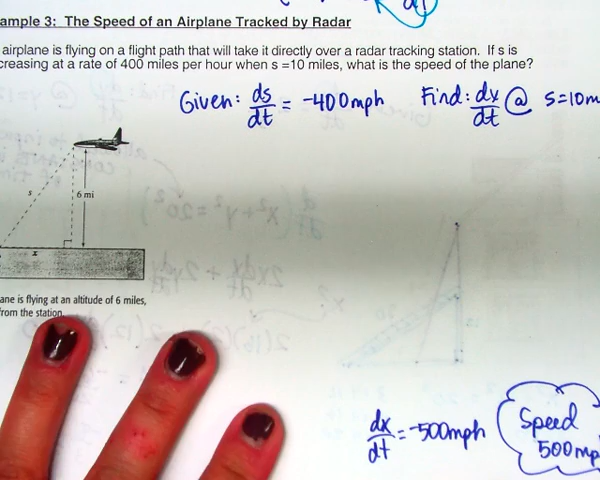 ample 3: The Speed of an Airplane Tracked by Radar
airplane is flying on a flight path that will take it directly over a radar tracking station. If s is
creasing at a rate of 400 miles per hour when s =10 miles, what is the speed of the plane?
Given: ds/dt = -400mph Find: dx/dt @ s=10m
s
6 mi
x
ane is flying at an altitude of 6 miles,
from the station.
dx/dt = -500mph
Speed
500mp